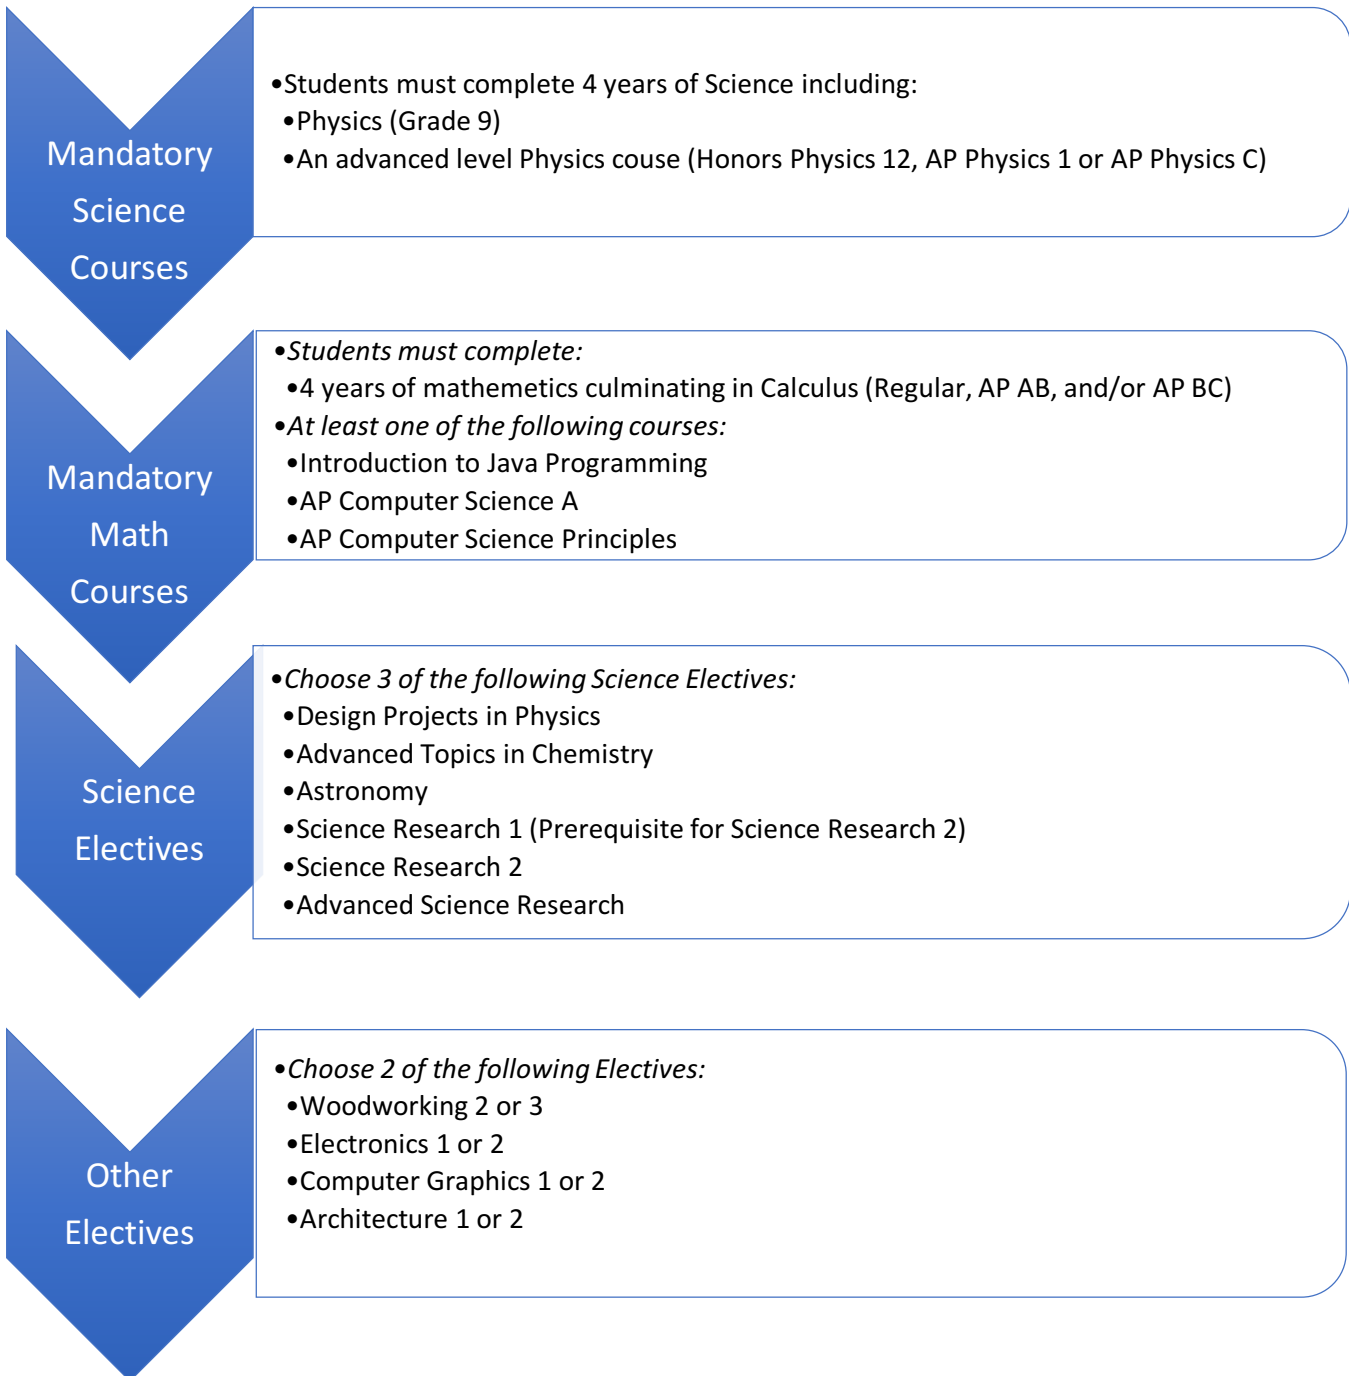 Mandatory
Science
Courses
•Students must complete 4 years of Science including:
•Physics (Grade 9)
•An advanced level Physics couse (Honors Physics 12, AP Physics 1 or AP Physics C)
Mandatory
Math
Courses
•Students must complete:
•4 years of mathemetics culminating in Calculus (Regular, AP AB, and/or AP BC)
•At least one of the following courses:
•Introduction to Java Programming
•AP Computer Science A
•AP Computer Science Principles
Science
Electives
•Choose 3 of the following Science Electives:
•Design Projects in Physics
•Advanced Topics in Chemistry
•Astronomy
•Science Research 1 (Prerequisite for Science Research 2)
•Science Research 2
•Advanced Science Research
Other
Electives
•Choose 2 of the following Electives:
•Woodworking 2 or 3
•Electronics 1 or 2
•Computer Graphics 1 or 2
•Architecture 1 or 2